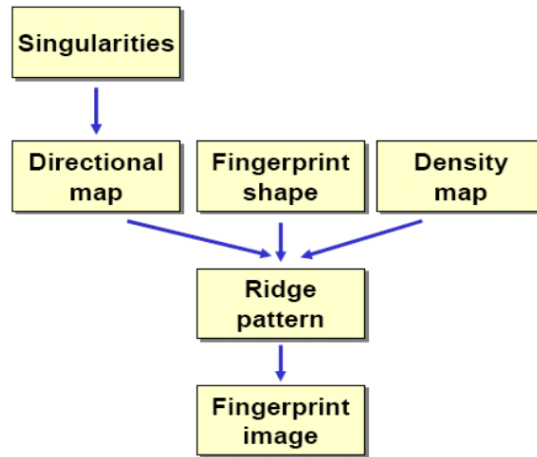 Singularities
Directional
map
Fingerprint
shape
Density
map
Ridge
pattern
Fingerprint
image